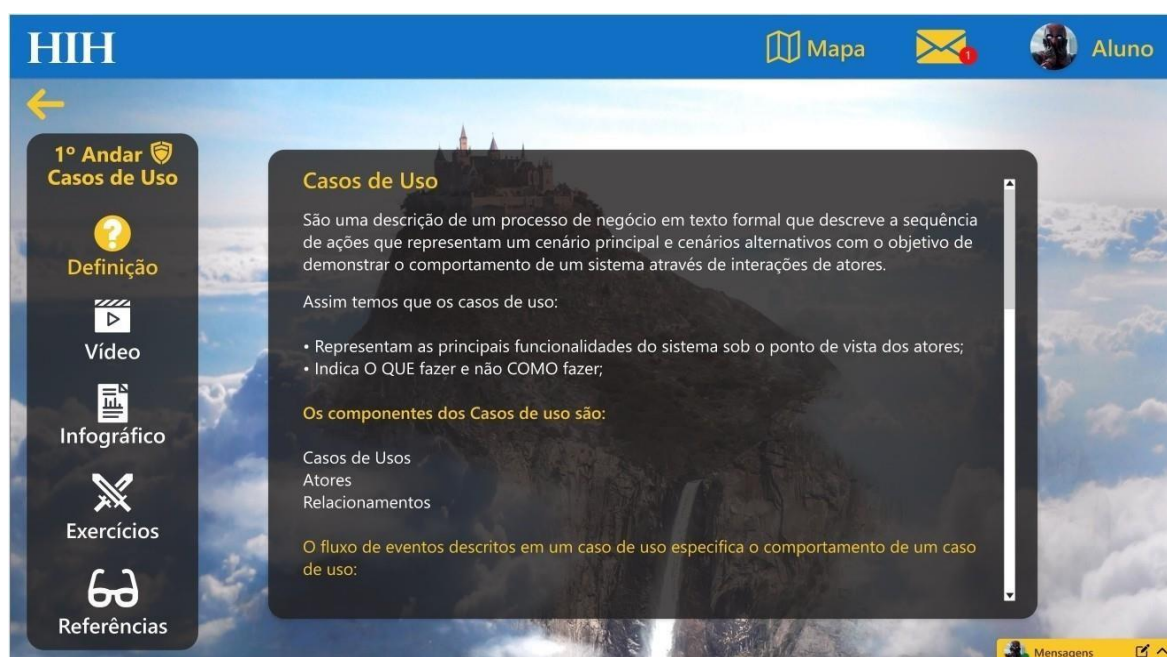 HIH
Mapa
1
Aluno
1º Andar
Casos de Uso
Definição
Vídeo
Infográfico
Exercícios
Referências
Casos de Uso
São uma descrição de um processo de negócio em texto formal que descreve a sequência
de ações que representam um cenário principal e cenários alternativos com o objetivo de
demonstrar o comportamento de um sistema através de interações de atores.
Assim temos que os casos de uso:
• Representam as principais funcionalidades do sistema sob o ponto de vista dos atores;
• Indica O QUE fazer e não COMO fazer;
Os componentes dos Casos de uso são:
Casos de Usos
Atores
Relacionamentos
O fluxo de eventos descritos em um caso de uso especifica o comportamento de um caso
de uso:
Mensagens